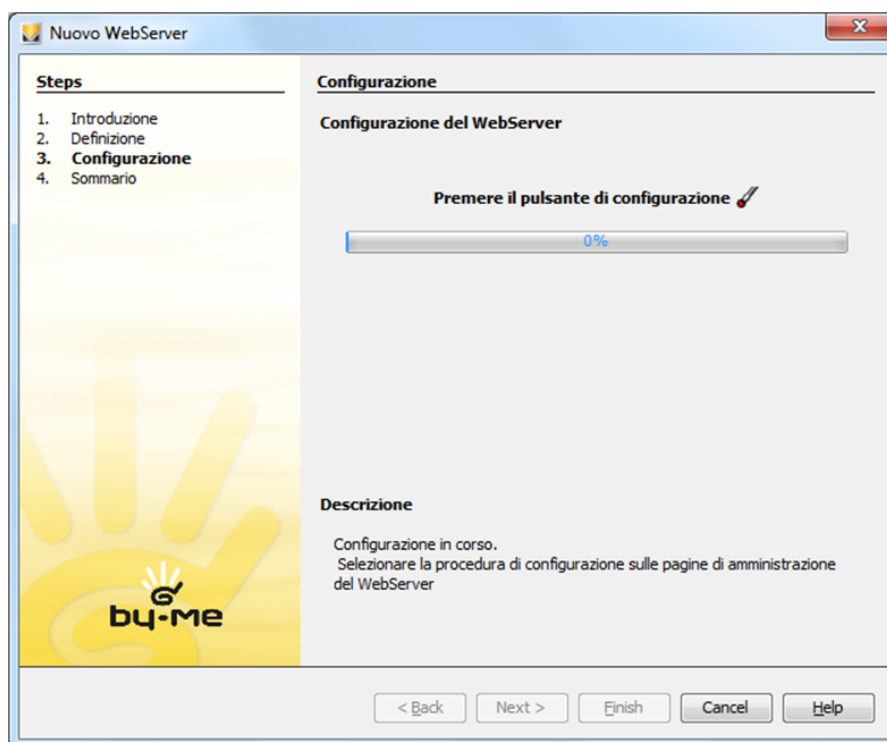 Nuovo WebServer
Steps
1. Introduzione
2. Definizione
3. Configurazione
4. Sommario
by-me
Configurazione
Configurazione del WebServer
Premere il pulsante di configurazione
0%
Descrizione
Configurazione in corso.
Selezionare la procedura di configurazione sulle pagine di amministrazione
del WebServer
< Back Next > Finish Cancel Help